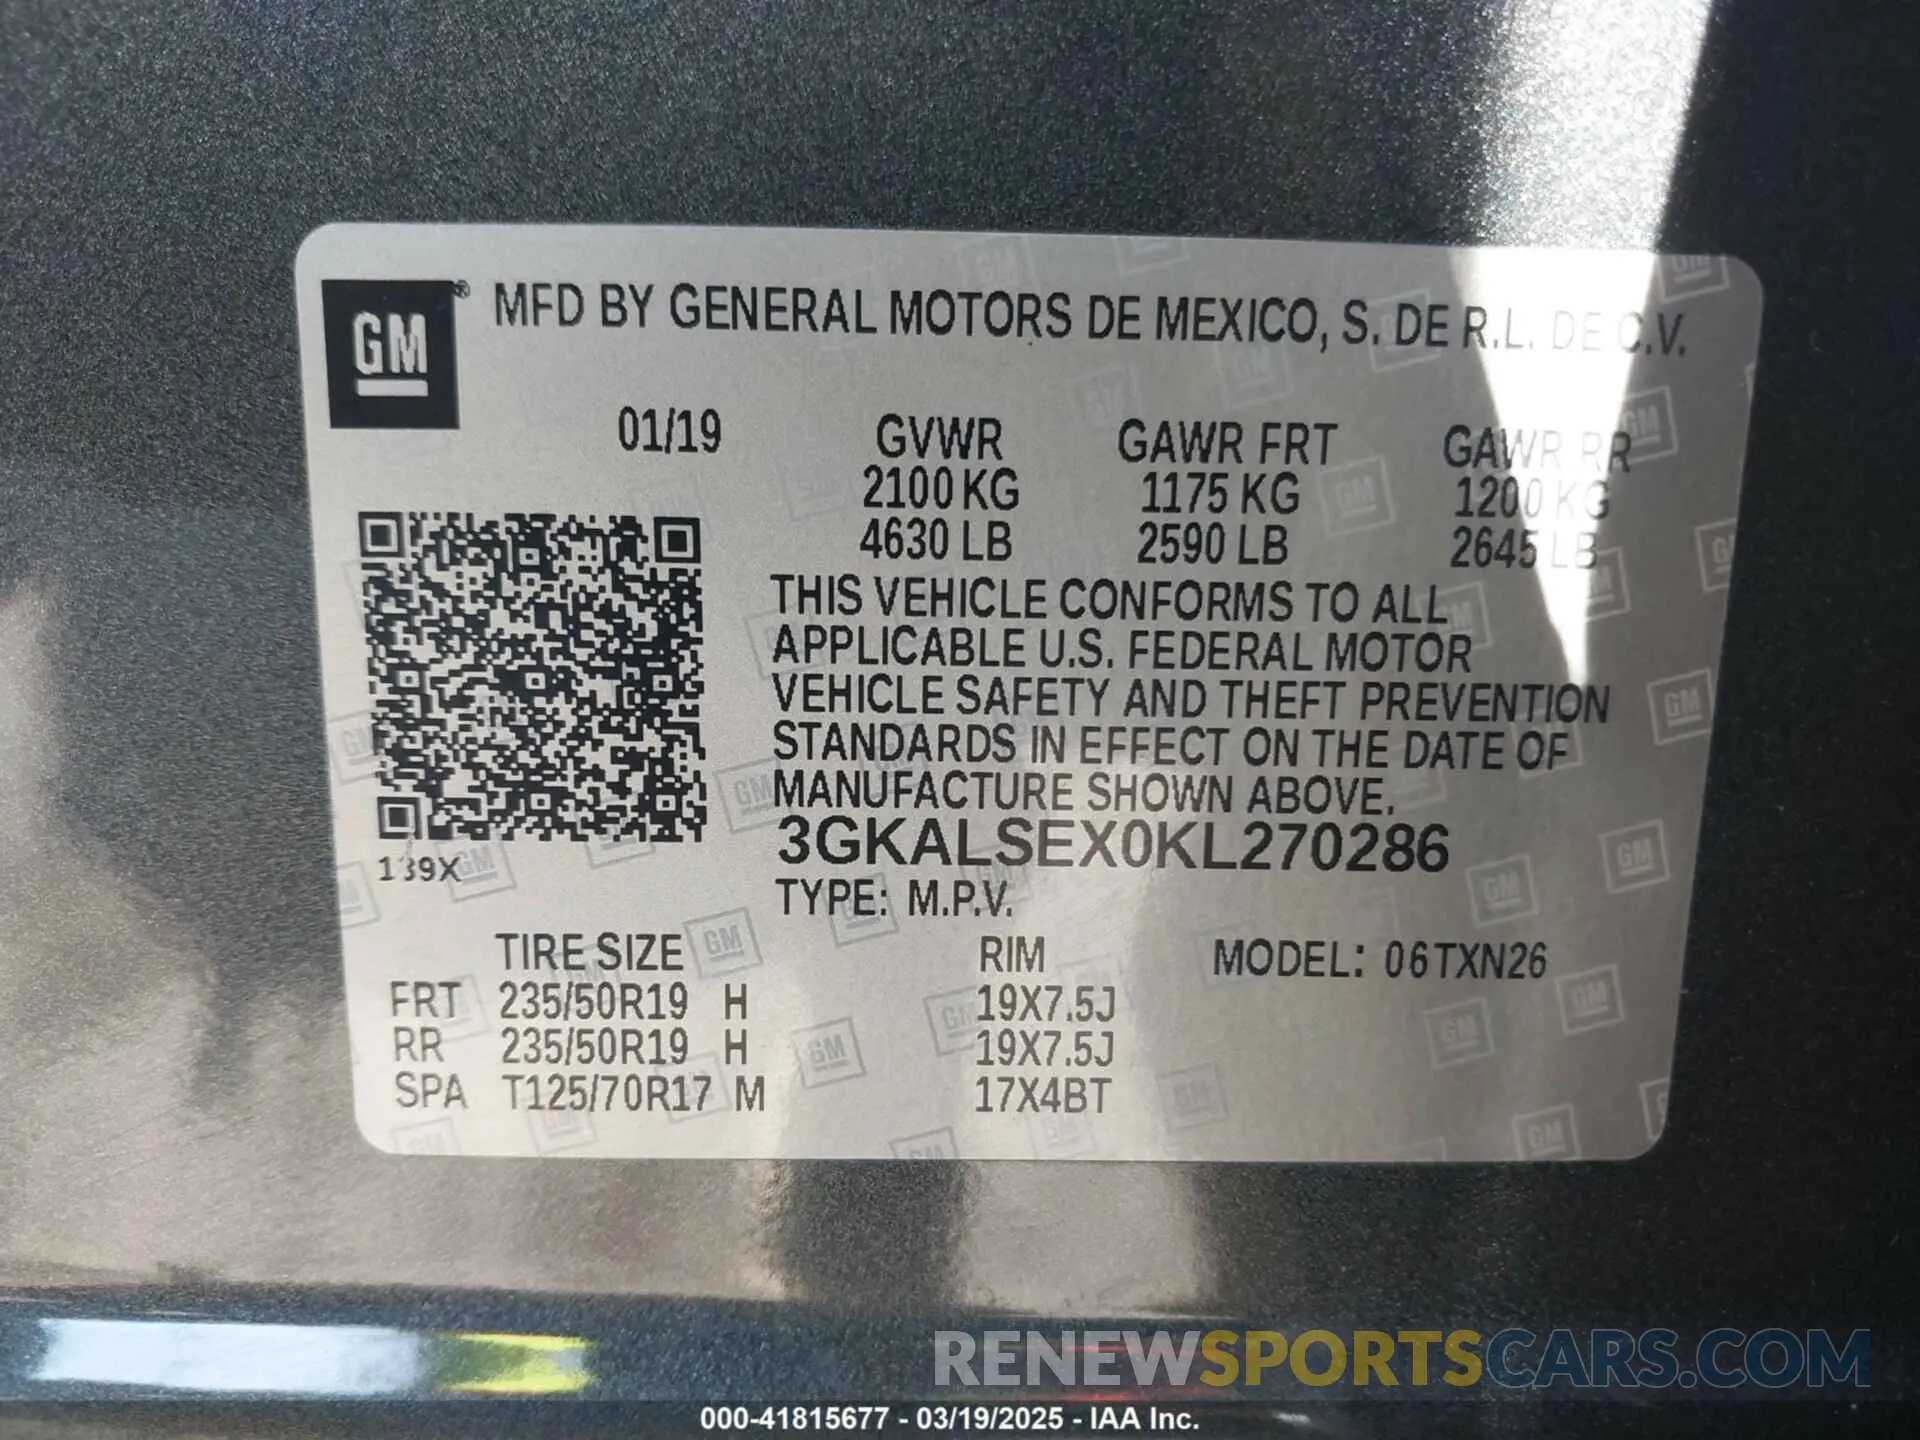 GM® MFD BY GENERAL MOTORS DE MEXICO, S. DE R.L. DE C.V.
01/19 GVWR GAWR FRT GAWR RR
2100 KG 1175 KG 1200 KG
4630 LB 2590 LB 2645 LB
THIS VEHICLE CONFORMS TO ALL
APPLICABLE U.S. FEDERAL MOTOR
VEHICLE SAFETY AND THEFT PREVENTION
STANDARDS IN EFFECT ON THE DATE OF
MANUFACTURE SHOWN ABOVE.
3GKALSEX0KL270286
139X
TYPE: M.P.V.
TIRE SIZE RIM MODEL: 06TXN26
FRT 235/50R19 H 19X7.5J
RR 235/50R19 H 19X7.5J
SPA T125/70R17 M 17X4BT
RENEWSPORTSCARS.COM
000-41815677 - 03/19/2025 - IAA Inc.